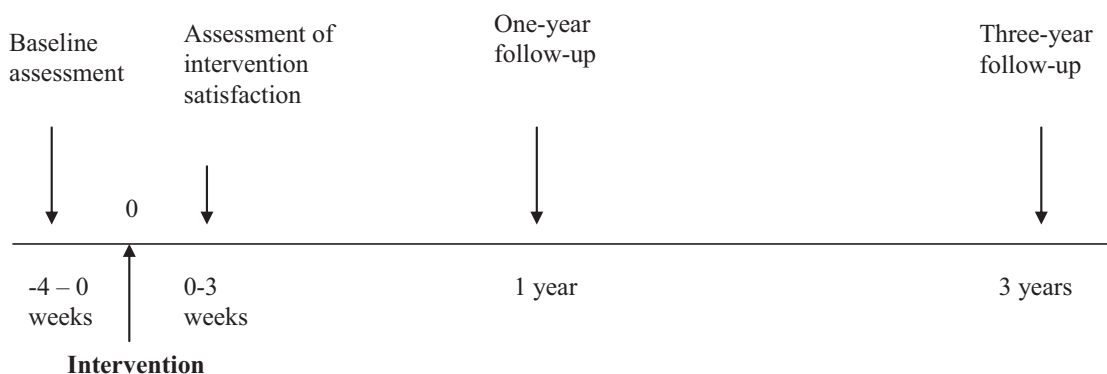 Baseline
assessment
Assessment of
intervention
satisfaction
One-year
follow-up
Three-year
follow-up
0
-4 – 0
weeks
0-3
weeks
1 year
3 years
Intervention